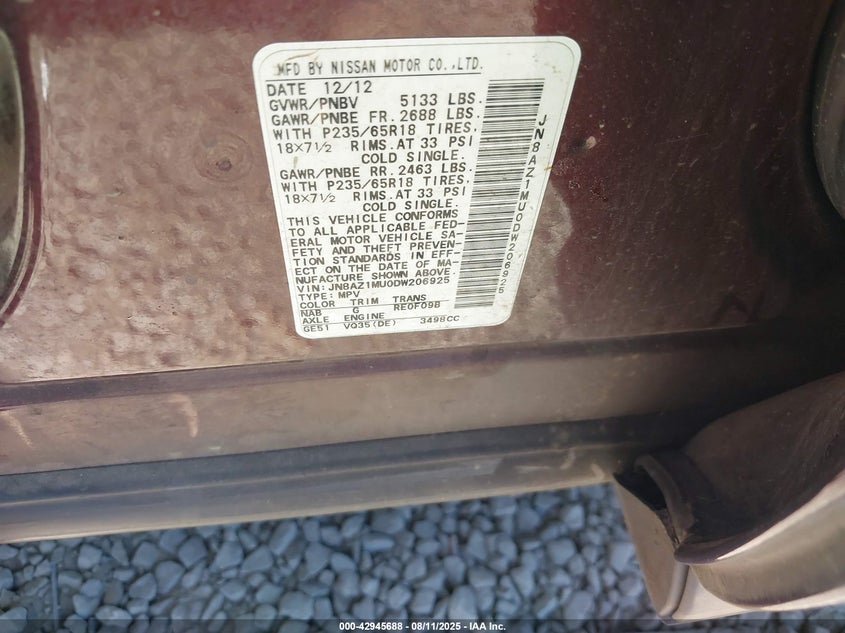 MFD BY NISSAN MOTOR CO.,LTD.
DATE 12/12
GVWR/PNBV 5133 LBS.
GAWR/PNBE FR. 2688 LBS.
WITH P235/65R18 TIRES.
18×7½ RIMS. AT 33 PSI
COLD SINGLE.
GAWR/PNBE RR. 2463 LBS.
WITH P235/65R18 TIRES.
18×7½ RIMS. AT 33 PSI
COLD SINGLE.
THIS VEHICLE CONFORMS
TO ALL APPLICABLE FED-
ERAL MOTOR VEHICLE SA-
FETY AND THEFT PREVEN-
TION STANDARDS IN EFF-
ECT ON THE DATE OF MA-
NUFACTURE SHOWN ABOVE.
VIN: JN8AZ1MU0DW206925
TYPE: MPV
COLOR TRIM TRANS
NAB G RE0F09B
AXLE ENGINE
GE51 VQ35(DE) 3498CC
JN8AZ1MU0DW206925
000-42945688 - 08/11/2025 - IAA Inc.